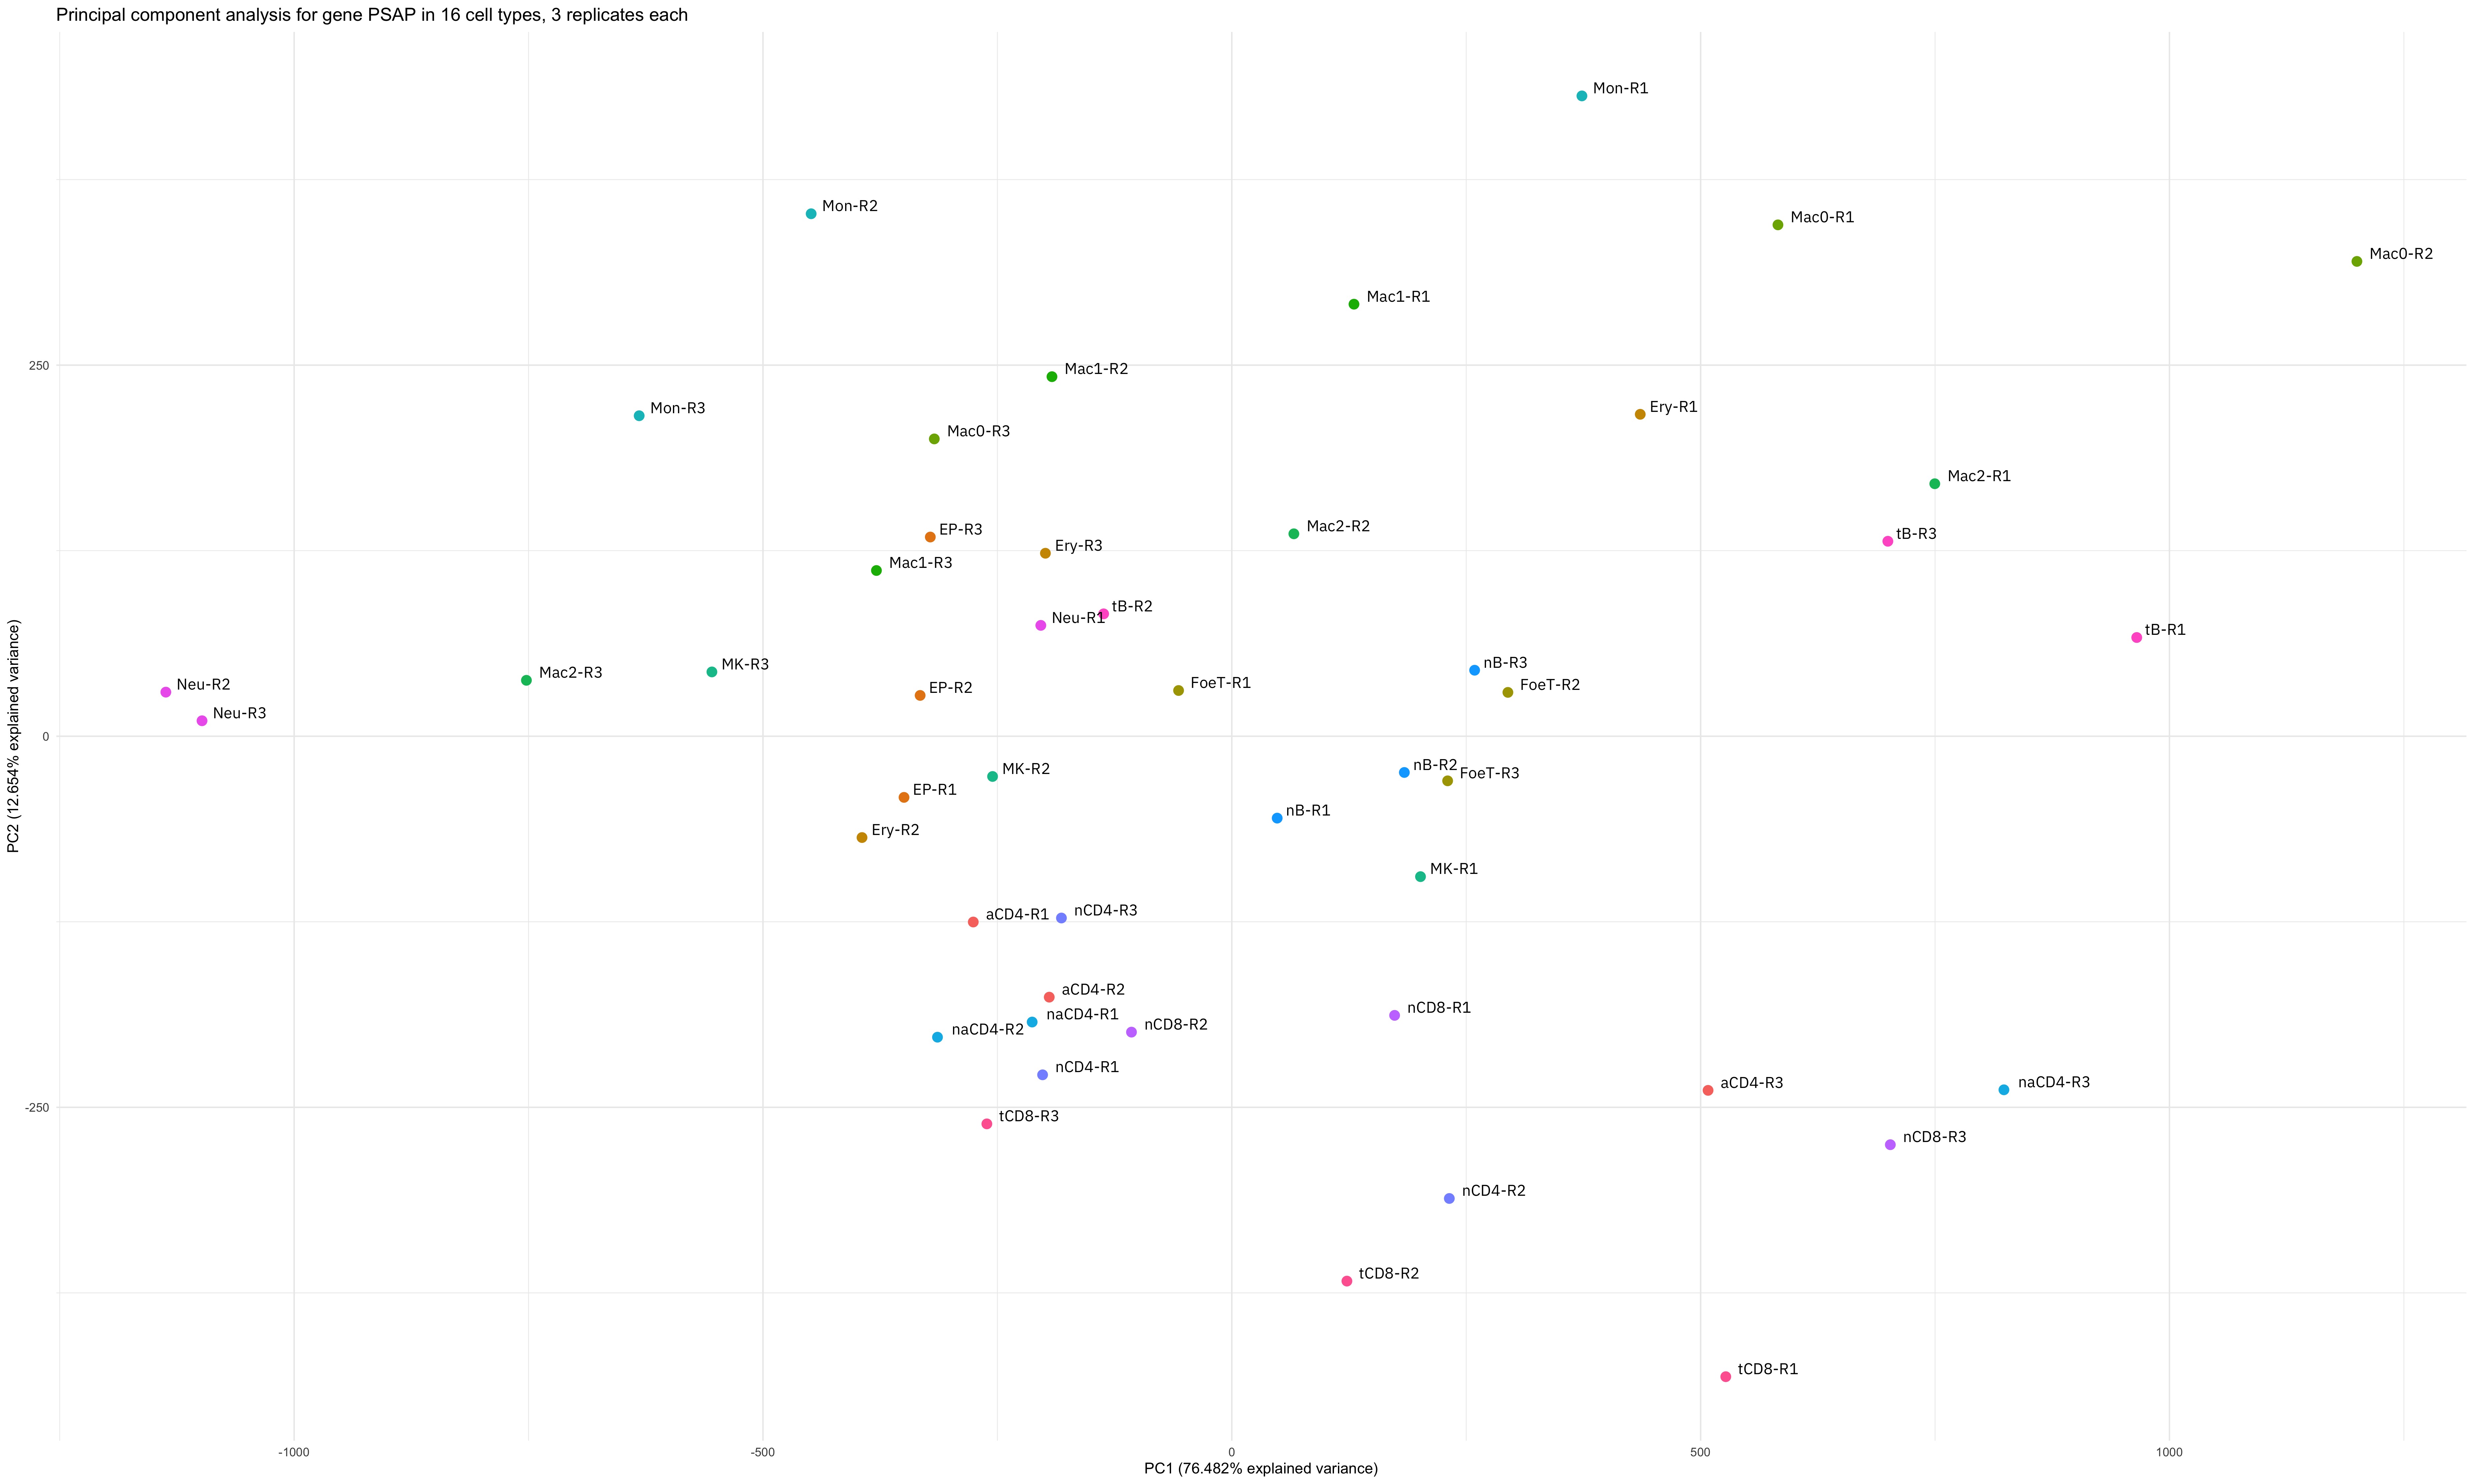 Principal component analysis for gene PSAP in 16 cell types, 3 replicates each
Mon-R1
Mon-R2
Mac0-R1
Mac0-R2
Mac1-R1
250
Mac1-R2
Mon-R3
Ery-R1
Mac0-R3
Mac2-R1
EP-R3
Mac2-R2
tB-R3
Ery-R3
Mac1-R3
tB-R2
Neu-R1
tB-R1
MK-R3
nB-R3
Mac2-R3
Neu-R2
EP-R2
FoeT-R1
FoeT-R2
Neu-R3
0
PC2 (12.654% explained variance)
MK-R2
nB-R2
FoeT-R3
EP-R1
nB-R1
Ery-R2
MK-R1
aCD4-R1
nCD4-R3
aCD4-R2
nCD8-R1
naCD4-R1
nCD8-R2
naCD4-R2
nCD4-R1
aCD4-R3
naCD4-R3
-250
tCD8-R3
nCD8-R3
nCD4-R2
tCD8-R2
tCD8-R1
-1000
-500
0
500
1000
PC1 (76.482% explained variance)